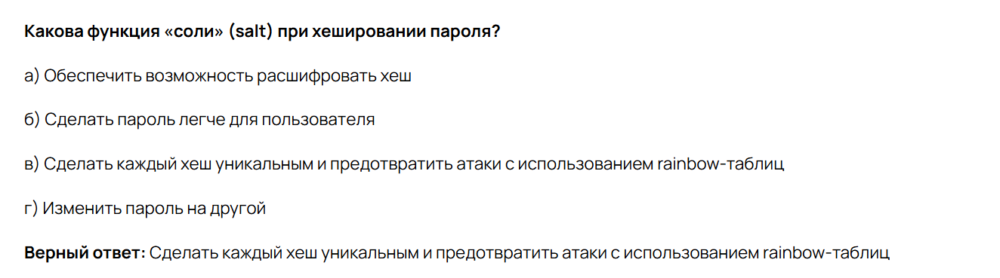 Какова функция «соли» (salt) при хешировании пароля?
а) Обеспечить возможность расшифровать хеш
б) Сделать пароль легче для пользователя
в) Сделать каждый хеш уникальным и предотвратить атаки с использованием rainbow-таблиц
г) Изменить пароль на другой
Верный ответ: Сделать каждый хеш уникальным и предотвратить атаки с использованием rainbow-таблиц